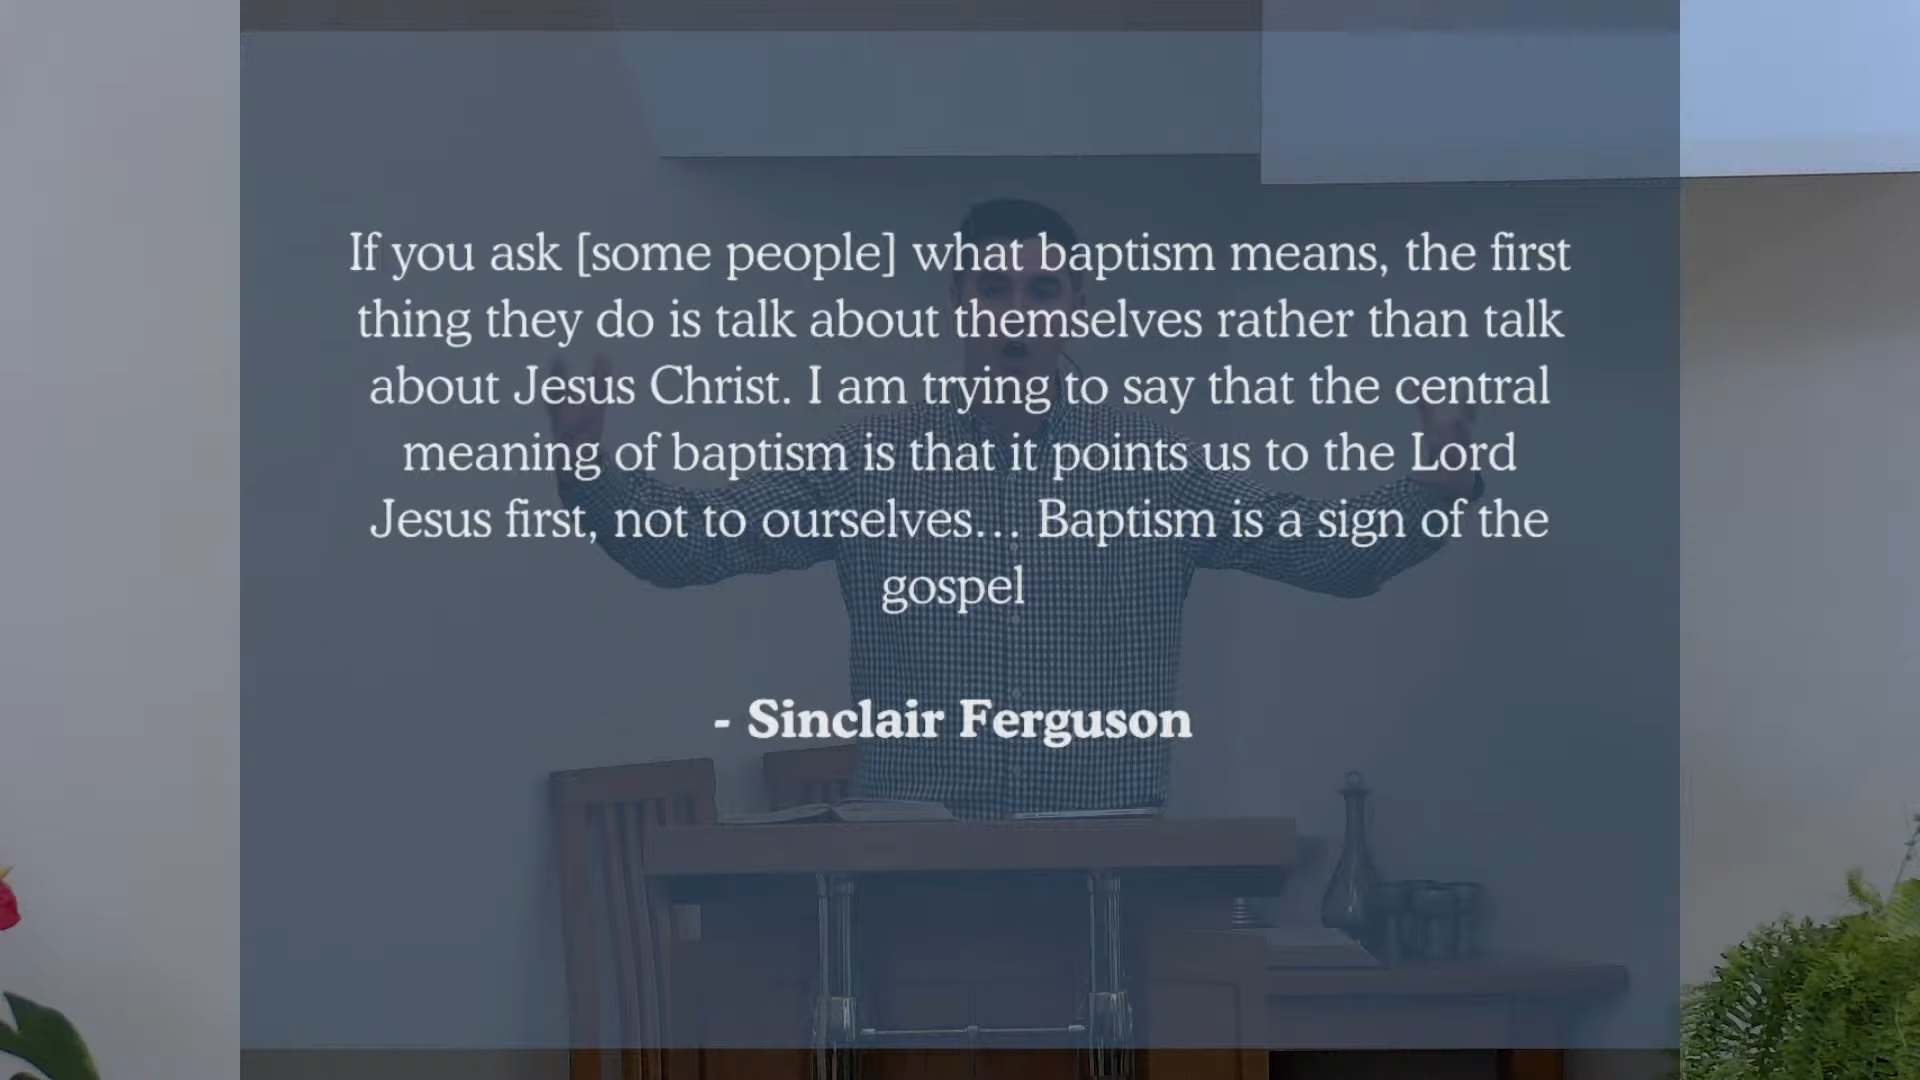 If you ask [some people] what baptism means, the first
thing they do is talk about themselves rather than talk
about Jesus Christ. I am trying to say that the central
meaning of baptism is that it points us to the Lord
Jesus first, not to ourselves… Baptism is a sign of the
gospel
- Sinclair Ferguson